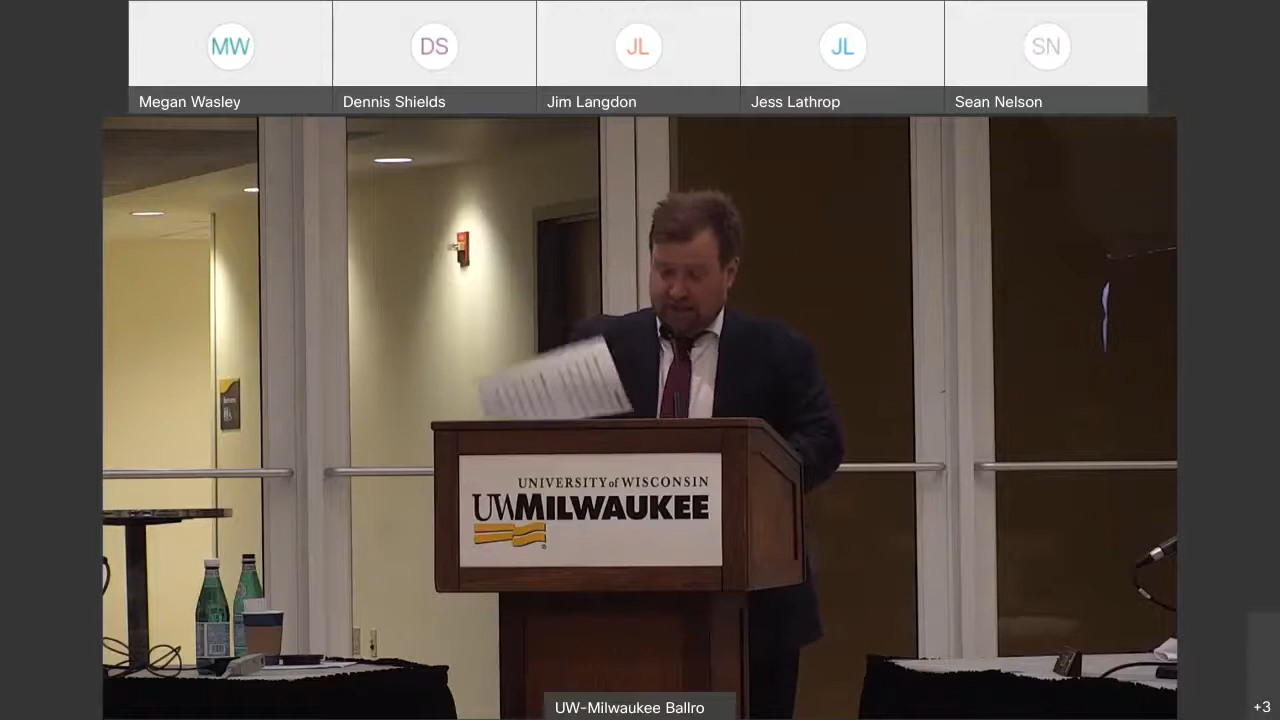 MW
DS
JL
JL
SN
Megan Wasley
Dennis Shields
Jim Langdon
Jess Lathrop
Sean Nelson
UNIVERSITY of WISCONSIN
UWMILWAUKEE
UW-Milwaukee Ballro
+3